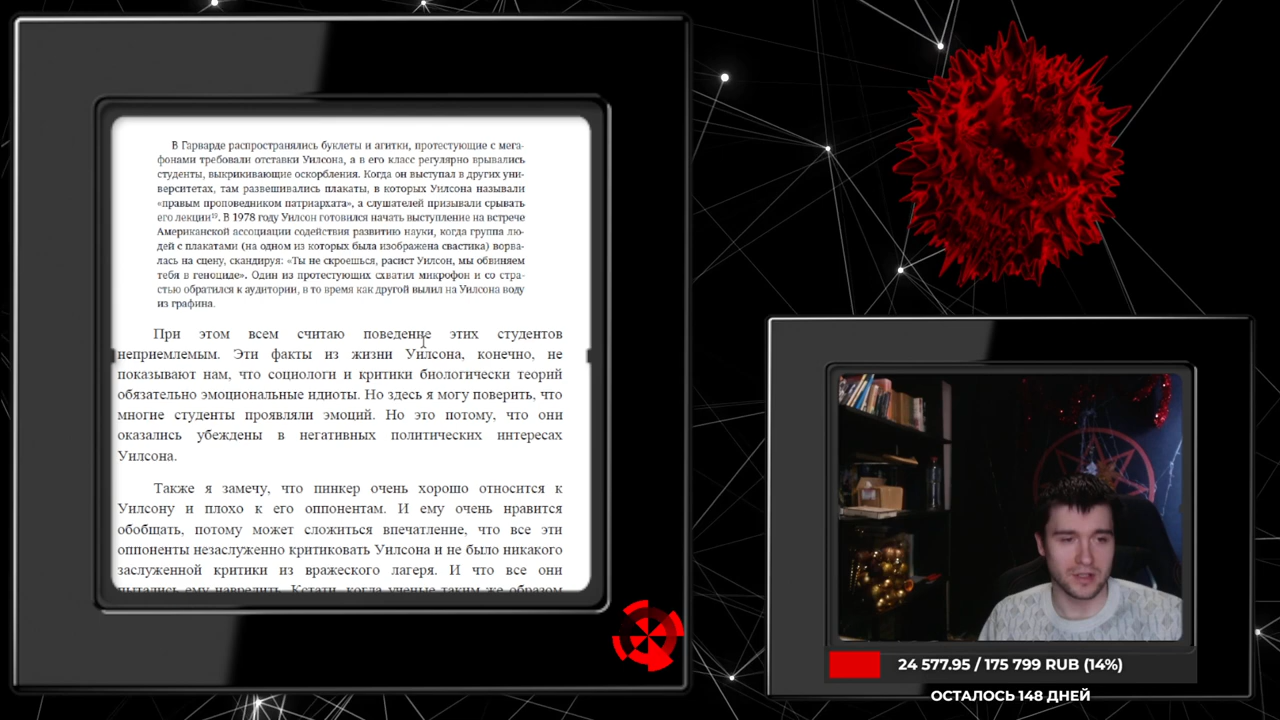 В Гарварде распространялись буклеты и агитки, протестующие с мега-
фонами требовали отставки Уилсона, а в его класс регулярно врывались
студенты, выкрикивающие оскорбления. Когда он выступал в других уни-
верситетах, там развешивались плакаты, в которых Уилсона называли
«правым проповедником патриархата», а слушателей призывали срывать
его лекции¹⁹. В 1978 году Уилсон готовился начать выступление на встрече
Американской ассоциации содействия развитию науки, когда группа лю-
дей с плакатами (на одном из которых была изображена свастика) ворва-
лась на сцену, скандируя: «Ты не скроешься, расист Уилсон, мы обвиняем
тебя в геноциде». Один из протестующих схватил микрофон и со стра-
стью обратился к аудитории, в то время как другой вылил на Уилсона воду
из графина.
При этом всем считаю поведение этих студентов
неприемлемым. Эти факты из жизни Уилсона, конечно, не
показывают нам, что социологи и критики биологически теорий
обязательно эмоциональные идиоты. Но здесь я могу поверить, что
многие студенты проявляли эмоций. Но это потому, что они
оказались убеждены в негативных политических интересах
Уилсона.
Также я замечу, что пинкер очень хорошо относится к
Уилсону и плохо к его оппонентам. И ему очень нравится
обобщать, потому может сложиться впечатление, что все эти
оппоненты незаслуженно критиковать Уилсона и не было никакого
заслуженной критики из вражеского лагеря. И что все они
пытались ему навредить. Кстати, когда ученые таким же образом
24 577.95 / 175 799 RUB (14%)
ОСТАЛОСЬ 148 ДНЕЙ